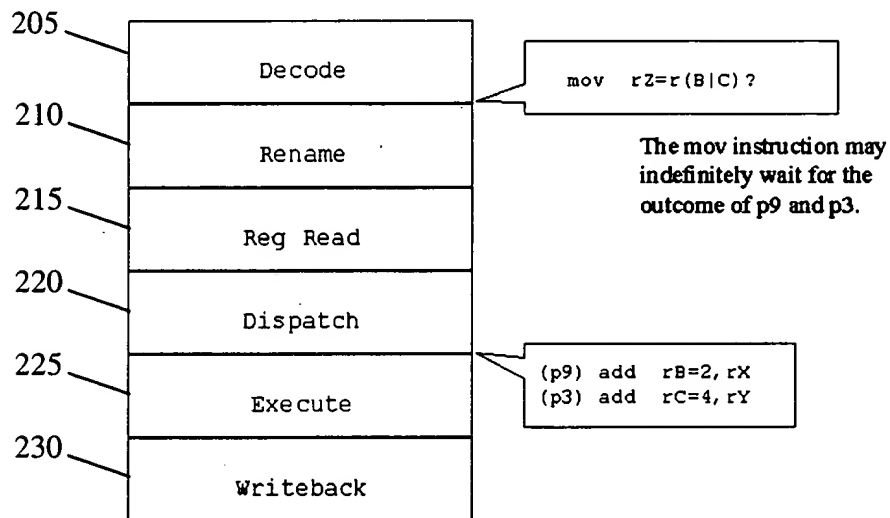 205
Decode
mov rZ=r(B|C)?
210
Rename
The mov instruction may
indefinitely wait for the
outcome of p9 and p3.
215
Reg Read
220
Dispatch
225
Execute
(p9) add rB=2,rX
(p3) add rC=4,rY
230
Writeback